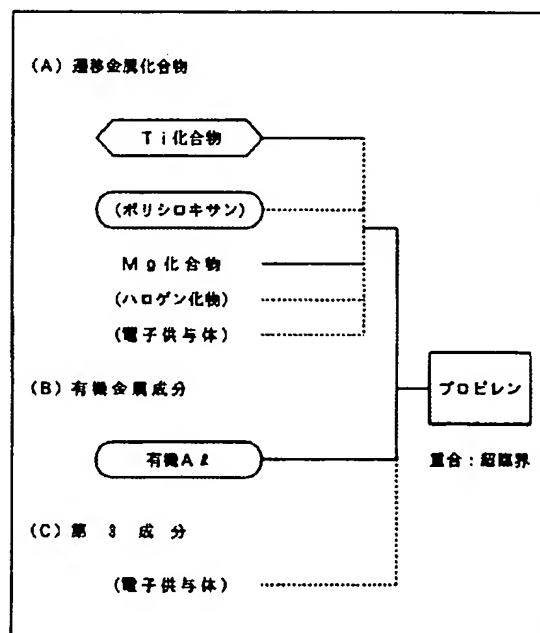 (A) 遷移金属化合物
Ti化合物
(ポリシロキサン)
Mg化合物
(ハロゲン化物)
(電子供与体)
(B) 有機金属成分
プロピレン
有機Aℓ
重合：紹臨界
(C) 第 3 成 分
(電子供与体)